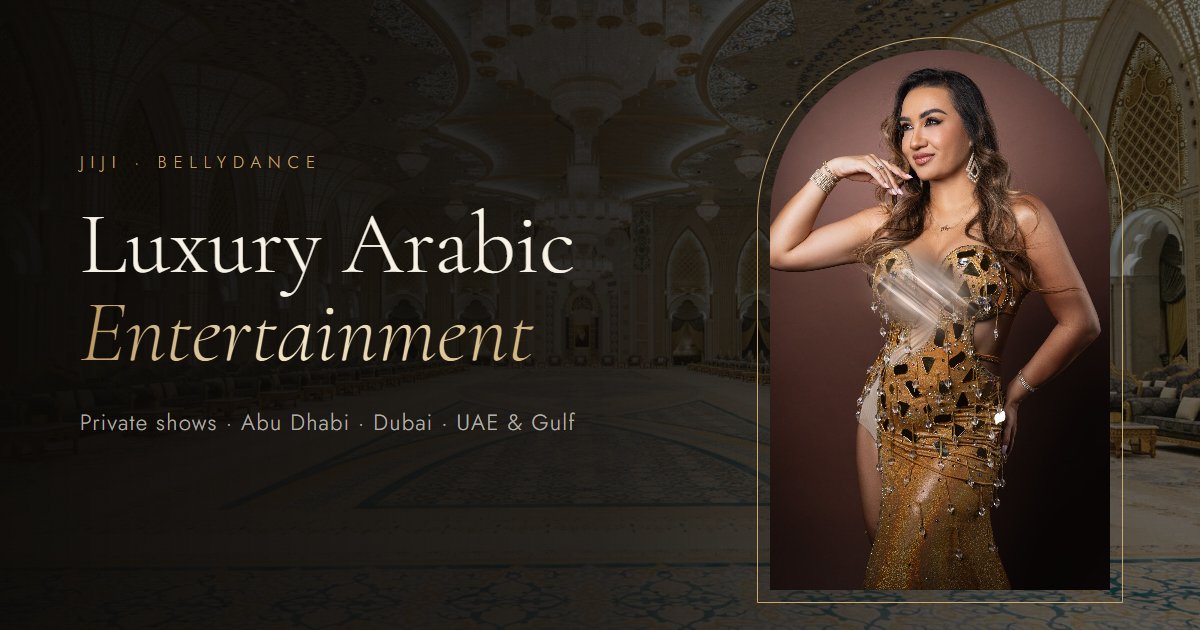 JIJI · BELLYDANCE
Luxury Arabic
Entertainment
Private shows · Abu Dhabi · Dubai · UAE & Gulf